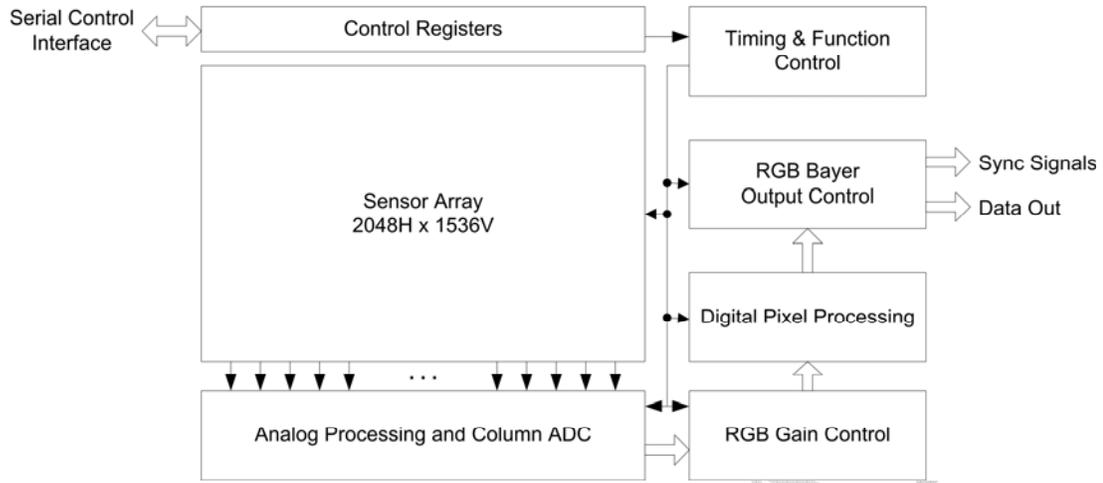 Serial Control
Interface
Control Registers
Timing & Function
Control
Sensor Array
2048H x 1536V
RGB Bayer
Output Control
Sync Signals
Data Out
Digital Pixel Processing
...
Analog Processing and Column ADC
RGB Gain Control